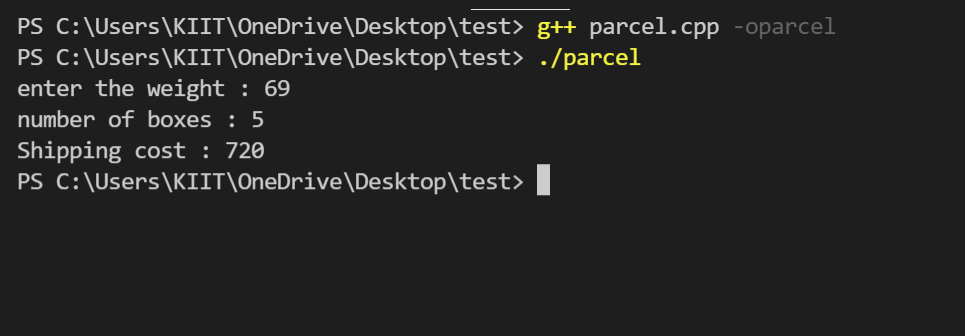 PS C:\Users\KIIT\OneDrive\Desktop\test> g++ parcel.cpp -oparcel
PS C:\Users\KIIT\OneDrive\Desktop\test> ./parcel
enter the weight : 69
number of boxes : 5
Shipping cost : 720
PS C:\Users\KIIT\OneDrive\Desktop\test>